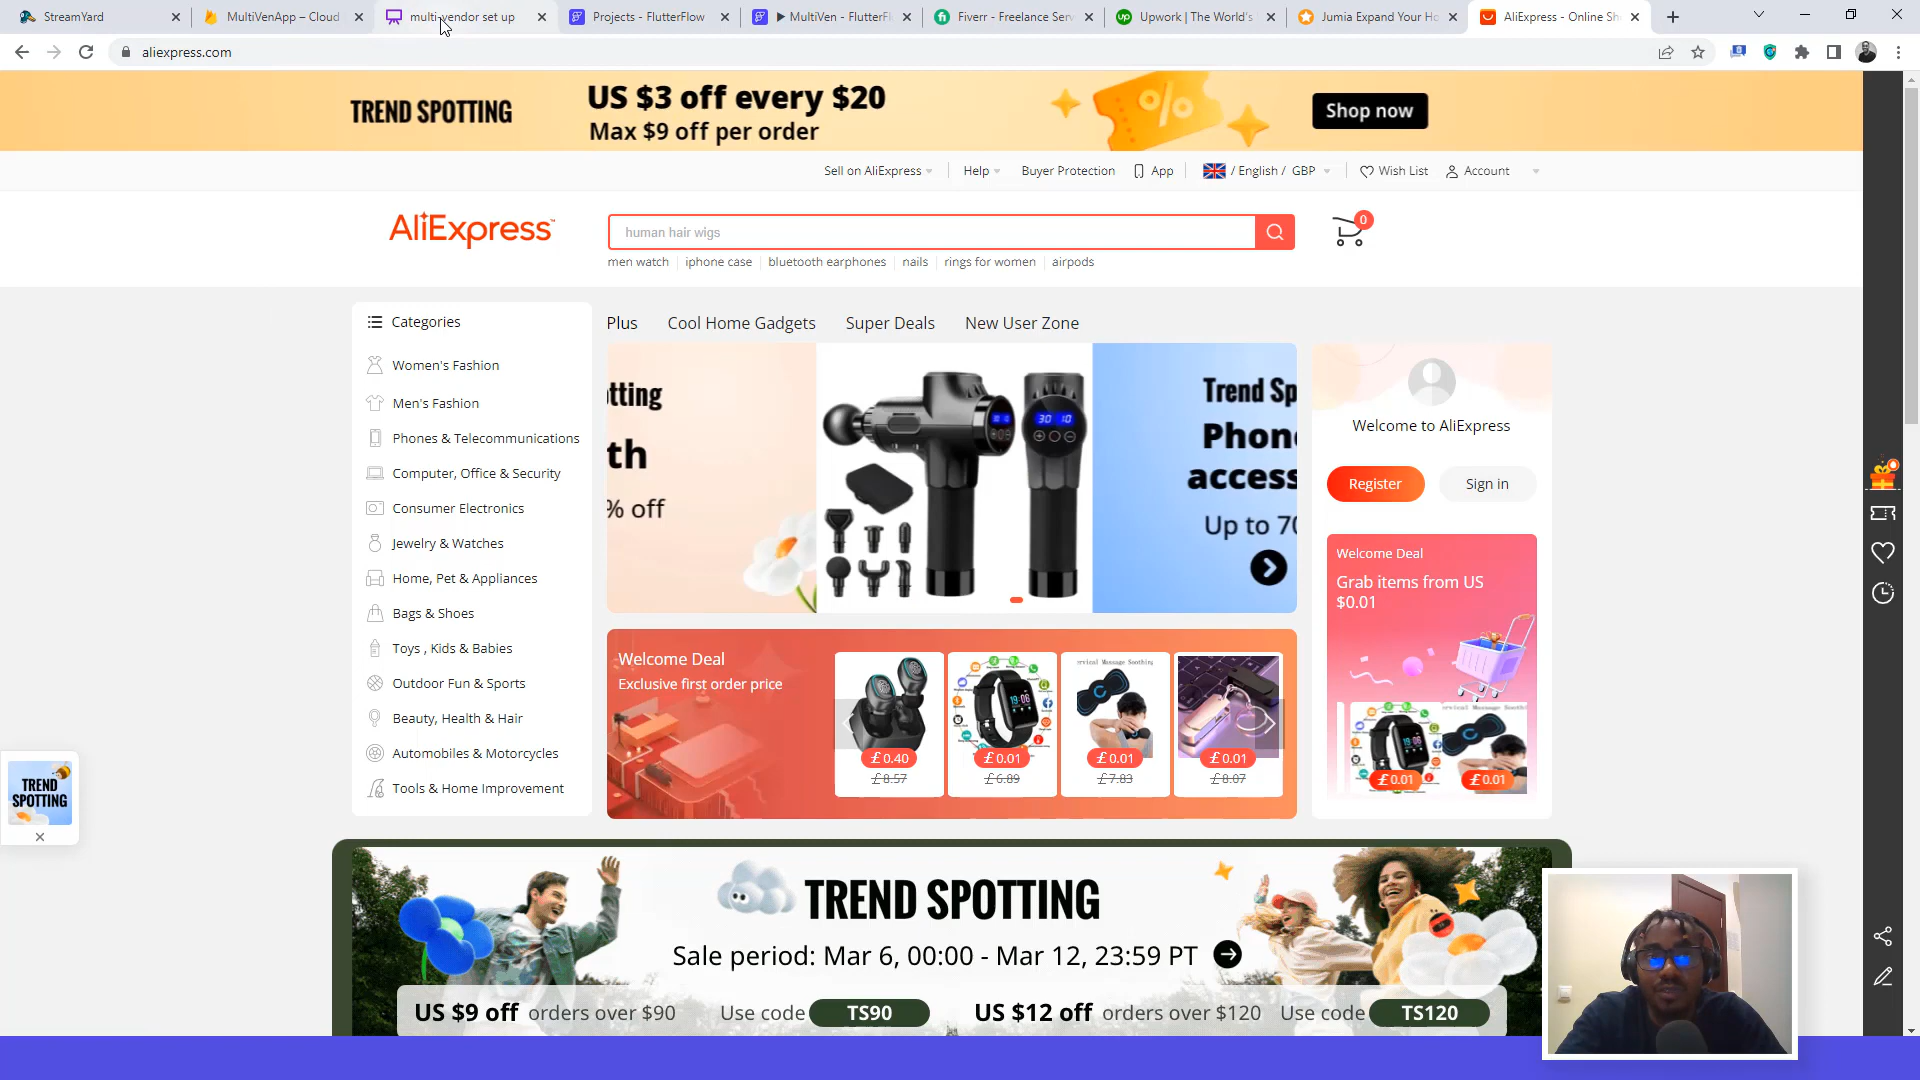 StreamYard
MultiVenApp – Cloud
multi-vendor set up
Projects - FlutterFlow
MultiVen - FlutterFl
Fiverr - Freelance Serv
Upwork | The World's
Jumia Expand Your Ho
AliExpress - Online Sh
aliexpress.com
TREND SPOTTING
US $3 off every $20
Max $9 off per order
Shop now
Sell on AliExpress
Help
Buyer Protection
App
/ English / GBP
Wish List
Account
AliExpress
human hair wigs
0
men watch
iphone case
bluetooth earphones
nails
rings for women
airpods
Categories
Women's Fashion
Men's Fashion
Phones & Telecommunications
Computer, Office & Security
Consumer Electronics
Jewelry & Watches
Home, Pet & Appliances
Bags & Shoes
Toys , Kids & Babies
Outdoor Fun & Sports
Beauty, Health & Hair
Automobiles & Motorcycles
Tools & Home Improvement
Plus
Cool Home Gadgets
Super Deals
New User Zone
tting
th
% off
30 10
Trend Sp
Phon
access
Up to 70
Welcome to AliExpress
Register
Sign in
Welcome Deal
Grab items from US
$0.01
£0.01
£0.01
Welcome Deal
Exclusive first order price
£0.40
£8.57
£0.01
£6.89
ervical Massage Soothing
£0.01
£7.83
£0.01
£8.07
TREND
SPOTTING
TREND SPOTTING
Sale period: Mar 6, 00:00 - Mar 12, 23:59 PT
US $9 off orders over $90
Use code TS90
US $12 off orders over $120
Use code TS120